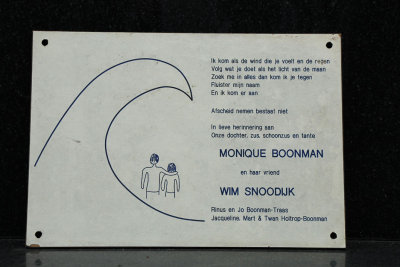 Ik kom als de wind die je voelt en de regen
Volg wat je doet als het licht van de maan
Zoek me in alles dan kom ik je tegen
Fluister mijn naam
En ik kom er aan
Afscheid nemen bestaat niet
In lieve herinnering aan
Onze dochter, zus, schoonzus en tante
MONIQUE BOONMAN
en haar vriend
WIM SNOODIJK
Rinus en Jo Boonman-Traas
Jacqueline, Mart & Twan Holtrop-Boonman